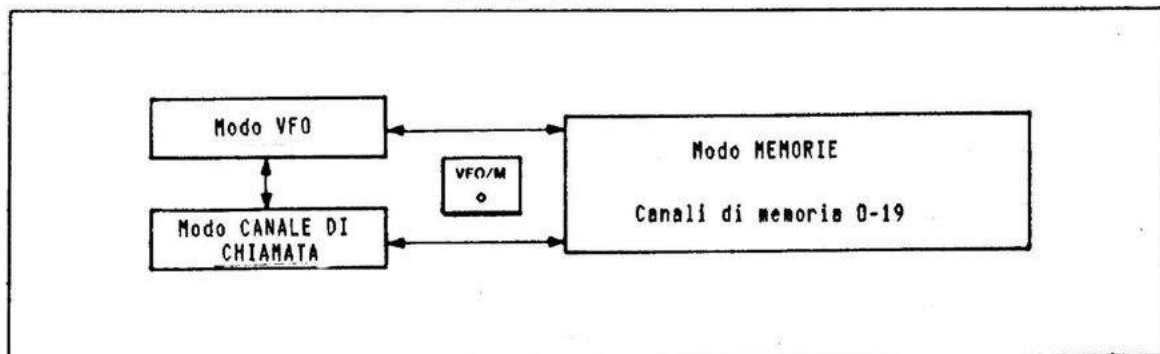 Modo VFO
Modo MEMORIE
VFO/M
Canali di memoria 0-19
Modo CANALE DI
CHIAMATA